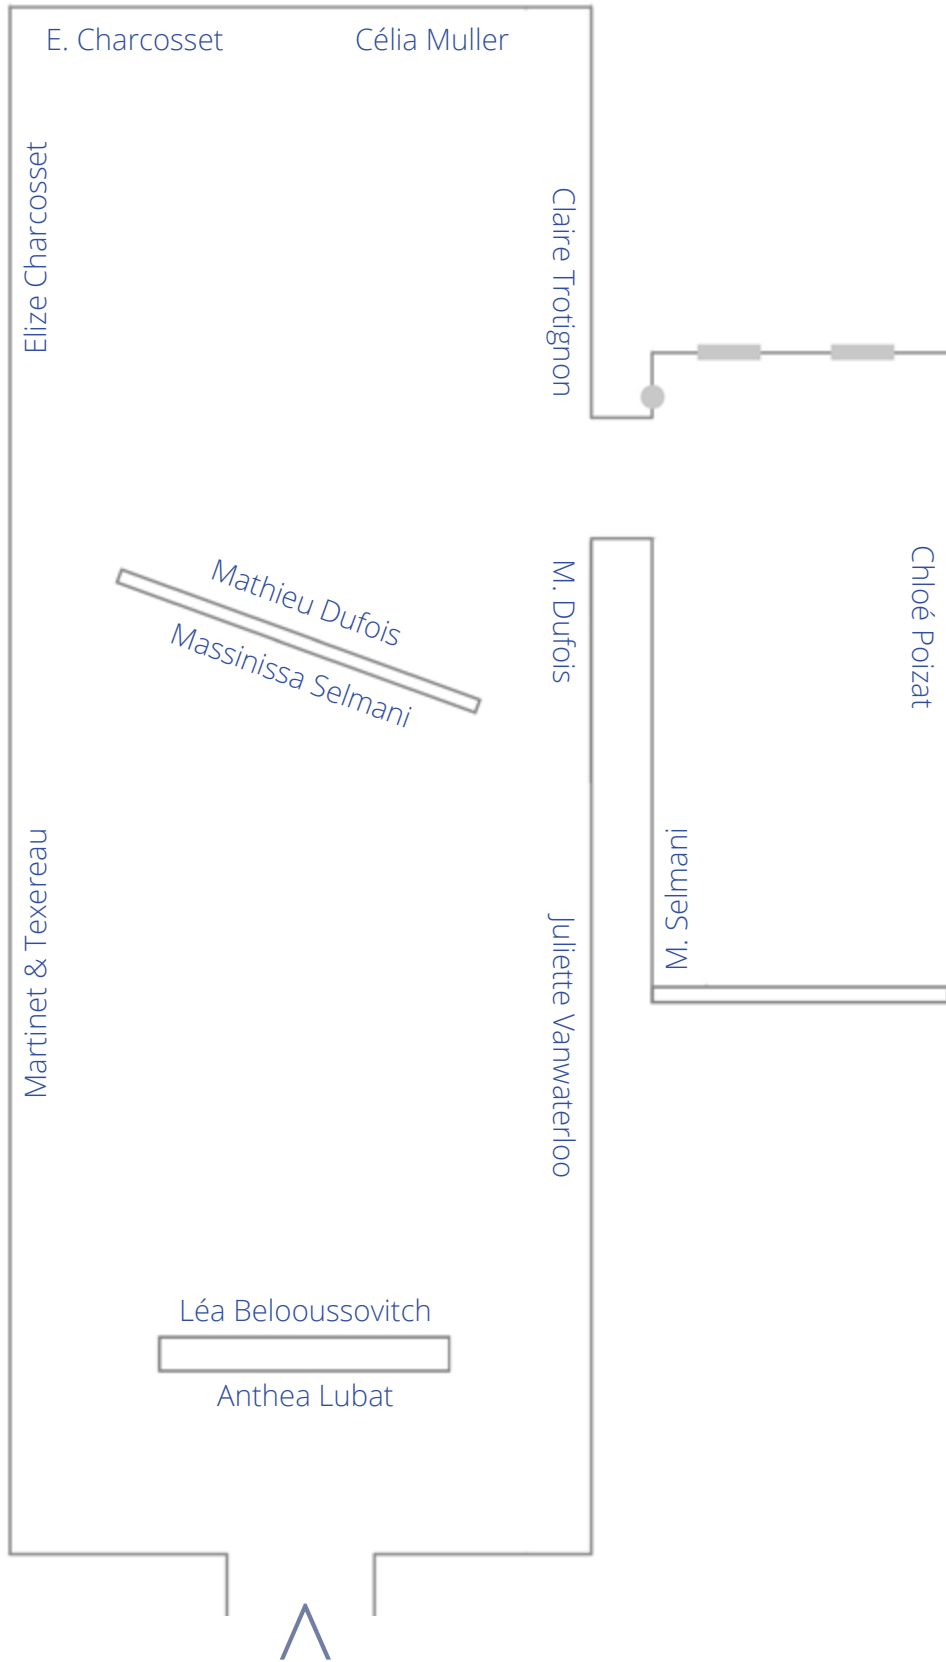 E. Charcosset
Célia Muller
Elize Charcosset
Claire Trotignon
Mathieu Dufois
Massinissa Selmani
M. Dufois
Chloé Poizat
Martinet & Texereau
M. Selmani
Juliette Vanwaterloo
Léa Belooussovitch
Anthea Lubat